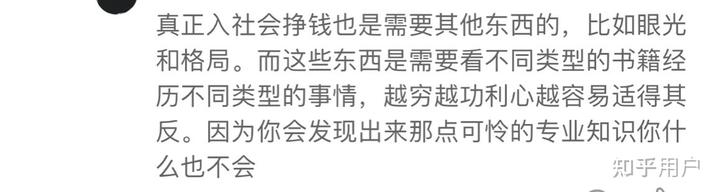 真正入社会挣钱也是需要其他东西的，比如眼光
和格局。而这些东西是需要看不同类型的书籍经
历不同类型的事情，越穷越功利心越容易适得其
反。因为你会发现出来那点可怜的专业知识你什
么也不会
知乎用户